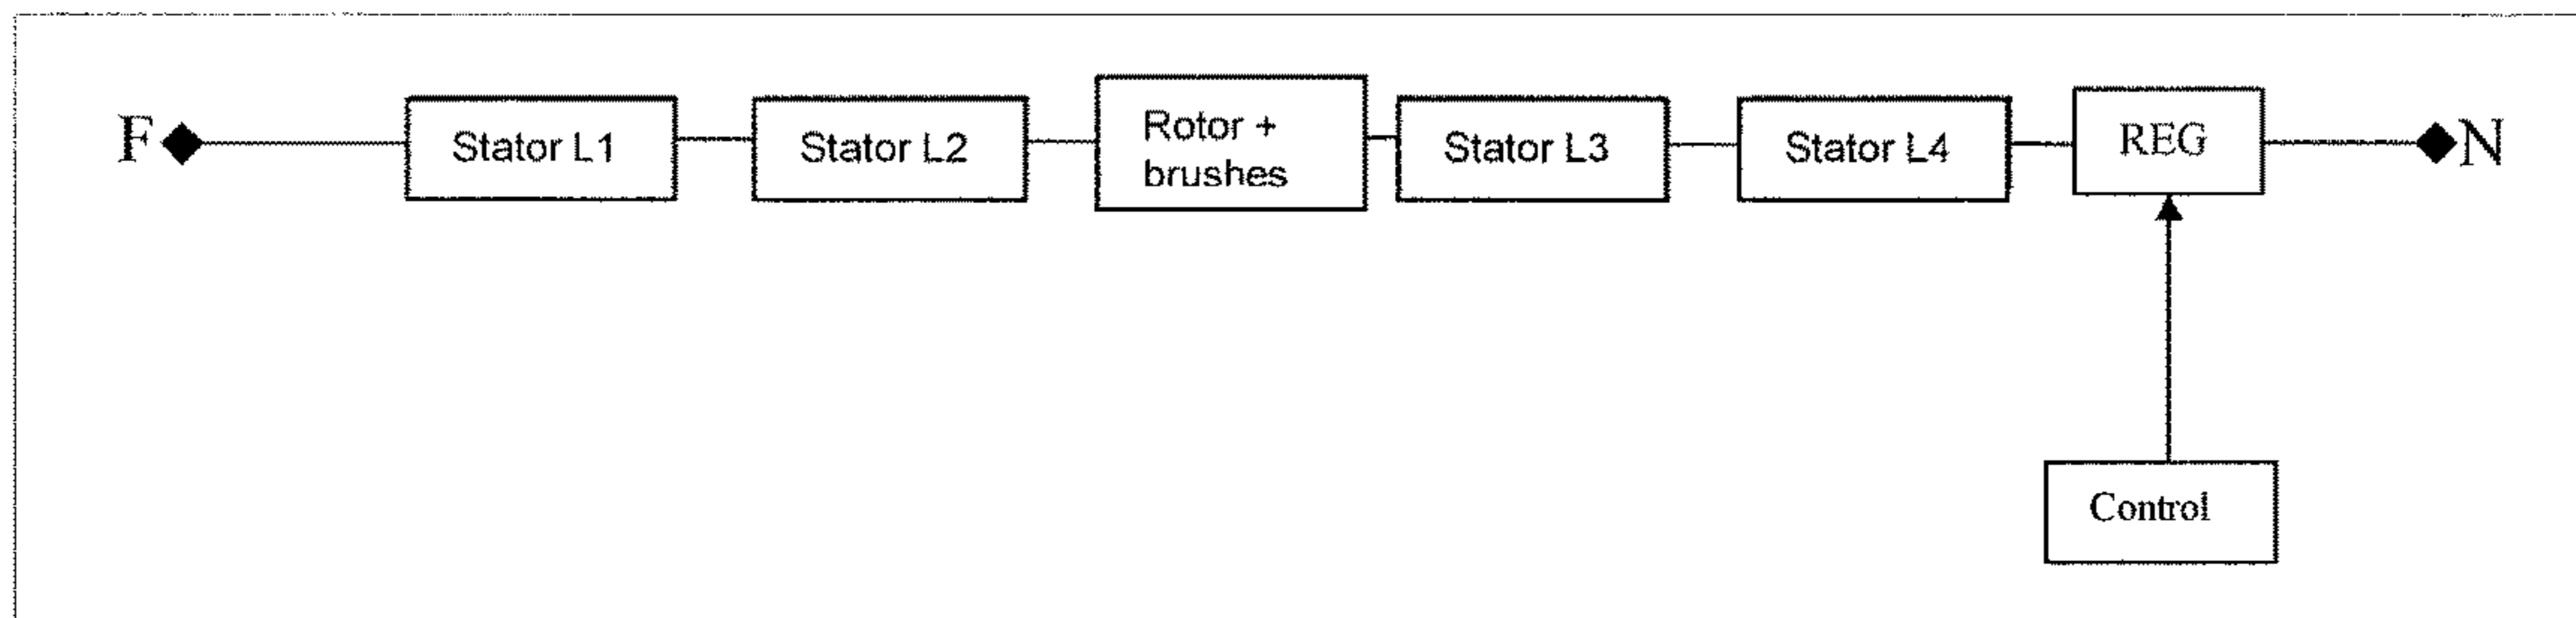 F
Stator L1
Stator L2
Rotor +
brushes
Stator L3
Stator L4
REG
N
Control